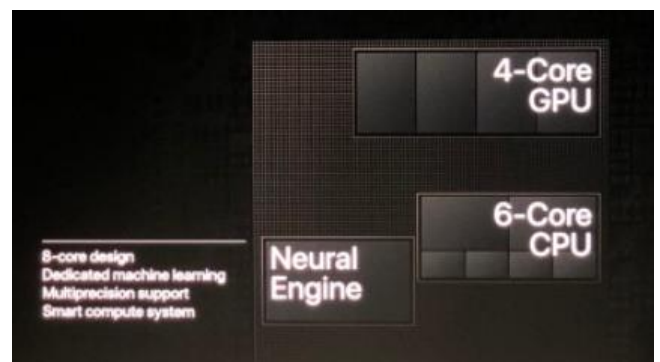 4-Core
GPU
6-Core
CPU
Neural
Engine
8-core design
Dedicated machine learning
Multiprecision support
Smart compute system